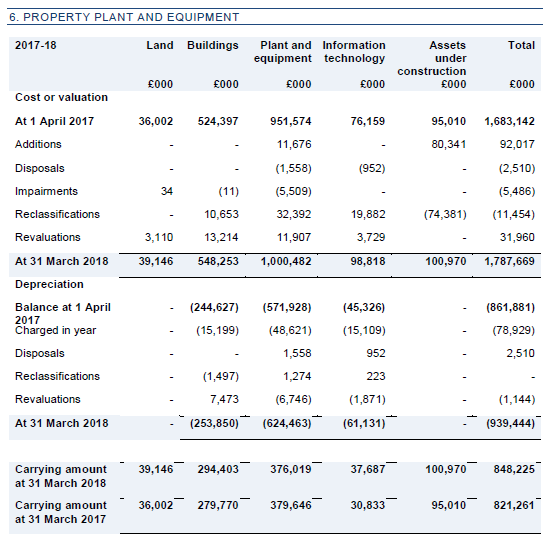 6. PROPERTY PLANT AND EQUIPMENT
2017-18 Land Buildings Plant and Information Assets Total
equipment technology under
construction
£000 £000 £000 £000 £000 £000
Cost or valuation
At 1 April 2017 36,002 524,397 951,574 76,159 95,010 1,683,142
Additions - - 11,676 - 80,341 92,017
Disposals - - (1,558) (952) - (2,510)
Impairments 34 (11) (5,509) - - (5,486)
Reclassifications - 10,653 32,392 19,882 (74,381) (11,454)
Revaluations 3,110 13,214 11,907 3,729 - 31,960
At 31 March 2018 39,146 548,253 1,000,482 98,818 100,970 1,787,669
Depreciation
Balance at 1 April - (244,627) (571,928) (45,326) - (861,881)
2017
Charged in year - (15,199) (48,621) (15,109) - (78,929)
Disposals - - 1,558 952 - 2,510
Reclassifications - (1,497) 1,274 223 - -
Revaluations - 7,473 (6,746) (1,871) - (1,144)
At 31 March 2018 - (253,850) (624,463) (61,131) - (939,444)
Carrying amount 39,146 294,403 376,019 37,687 100,970 848,225
at 31 March 2018
Carrying amount 36,002 279,770 379,646 30,833 95,010 821,261
at 31 March 2017